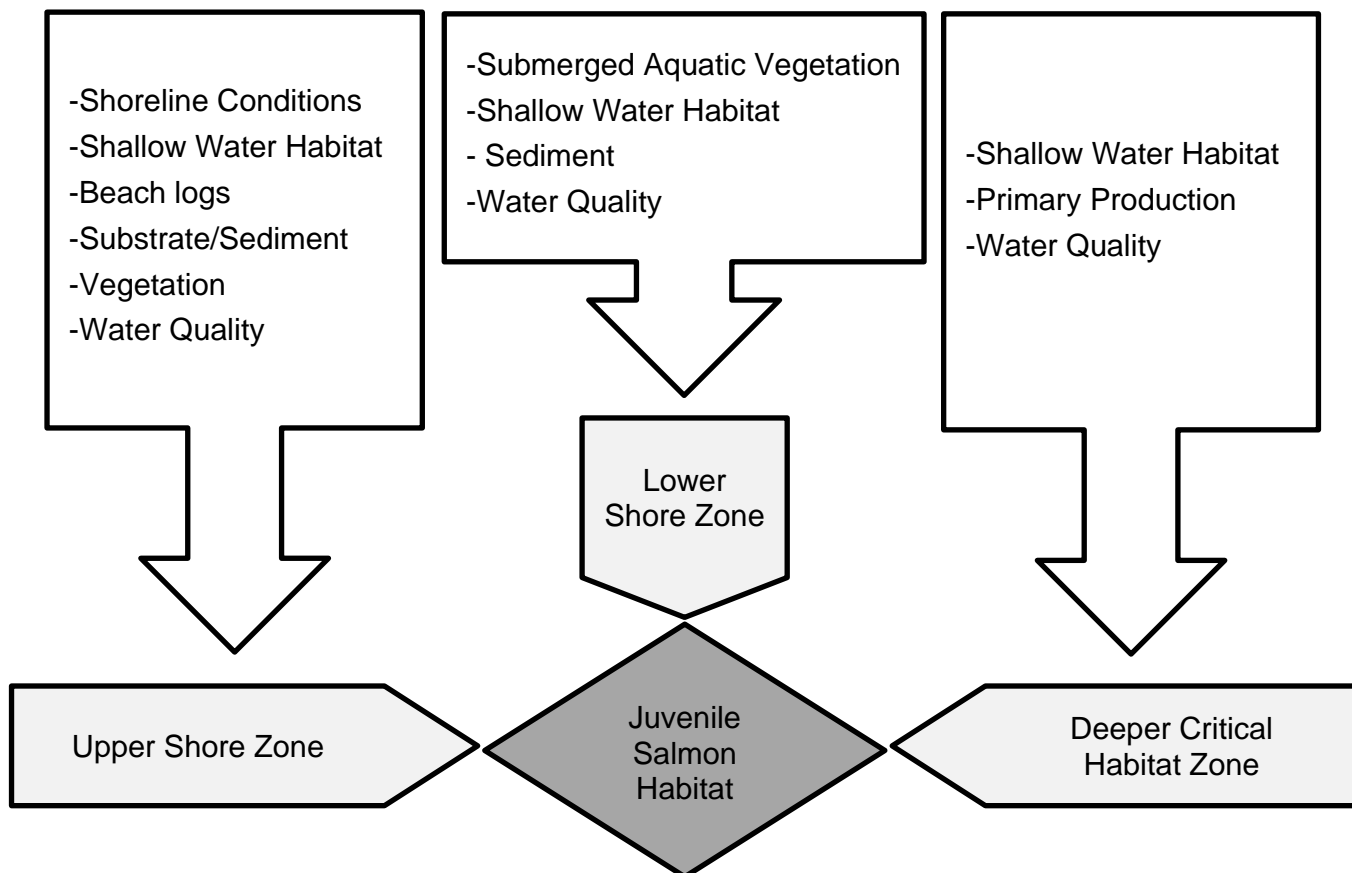 -Shoreline Conditions
-Shallow Water Habitat
-Beach logs
-Substrate/Sediment
-Vegetation
-Water Quality
-Submerged Aquatic Vegetation
-Shallow Water Habitat
- Sediment
-Water Quality
-Shallow Water Habitat
-Primary Production
-Water Quality
Lower
Shore Zone
Upper Shore Zone
Juvenile
Salmon
Habitat
Deeper Critical
Habitat Zone